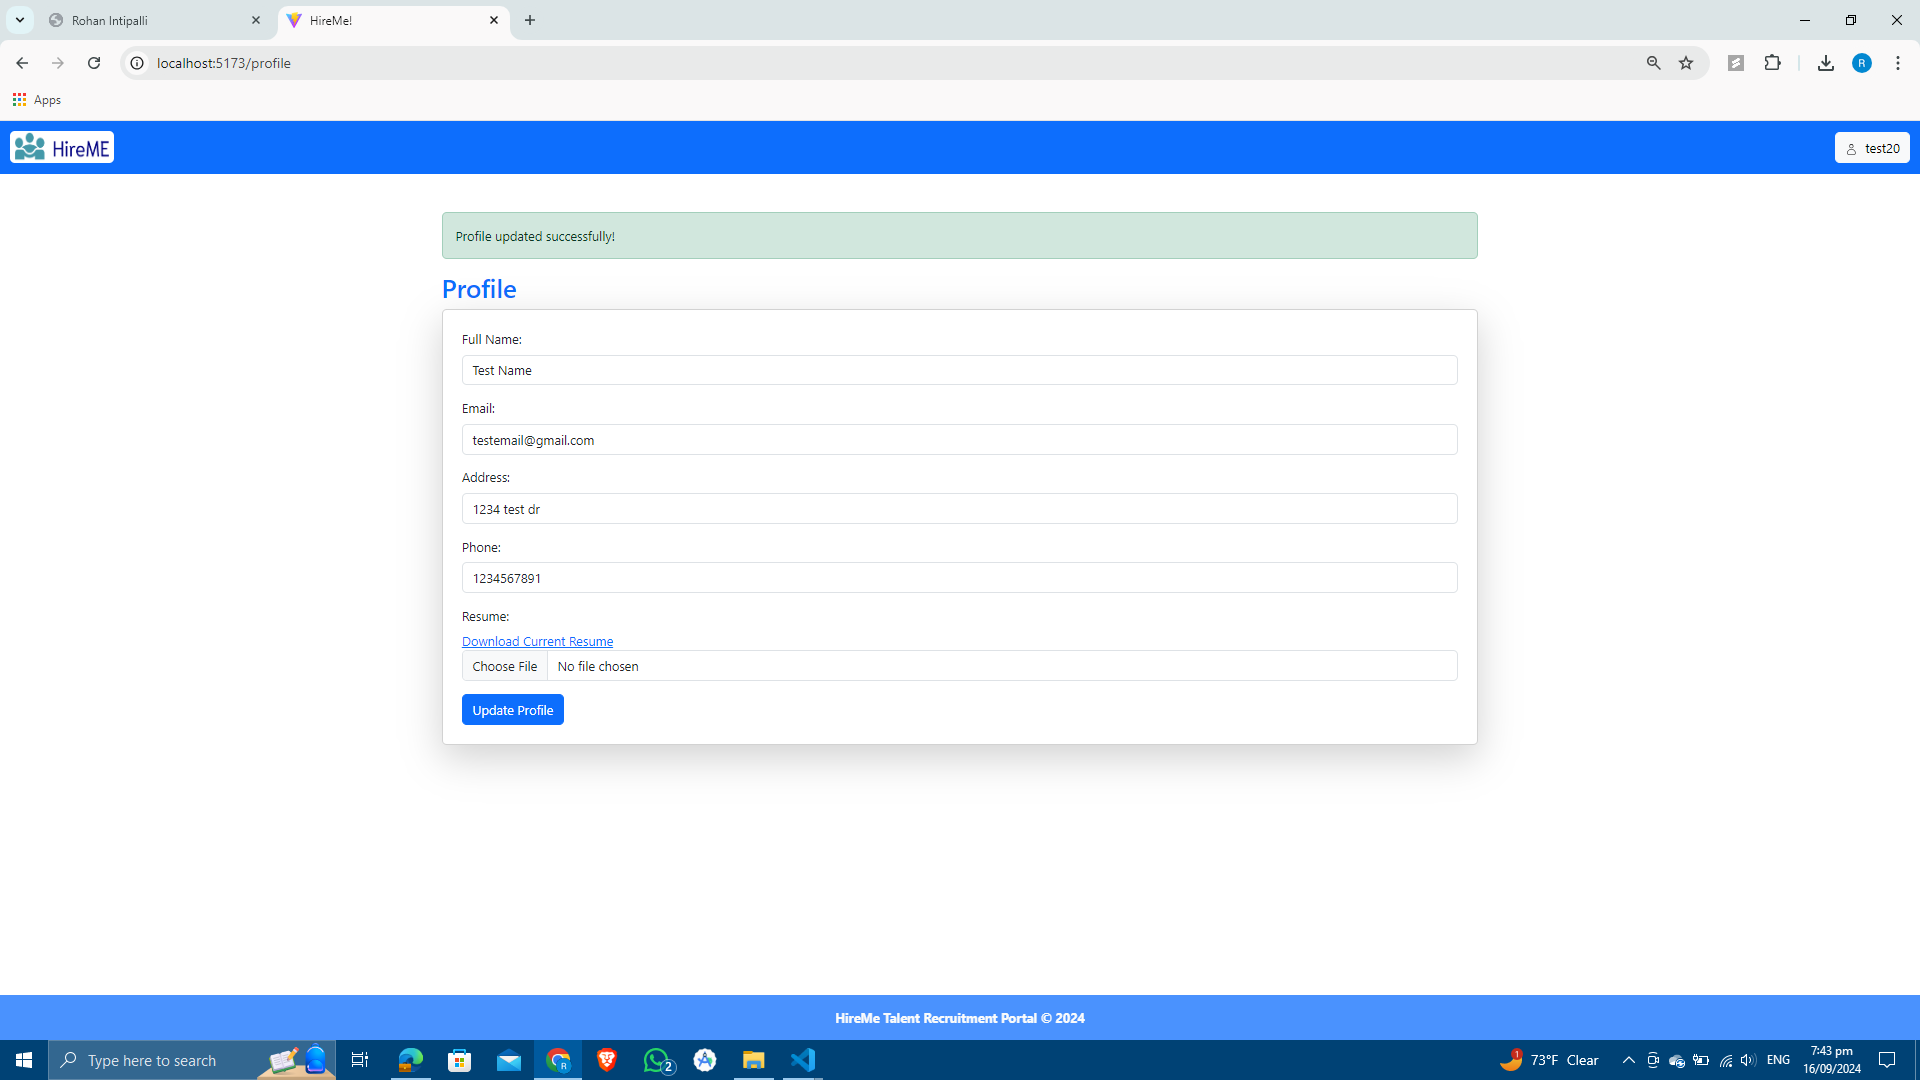 Rohan Intipalli
HireMe!
localhost:5173/profile
R
Apps
HireME
test20
Profile updated successfully!
Profile
Full Name:
Test Name
Email:
testemail@gmail.com
Address:
1234 test dr
Phone:
1234567891
Resume:
Download Current Resume
Choose File No file chosen
Update Profile
HireMe Talent Recruitment Portal © 2024
Type here to search
R
2
1
73°F Clear
ENG
7:43 pm
16/09/2024